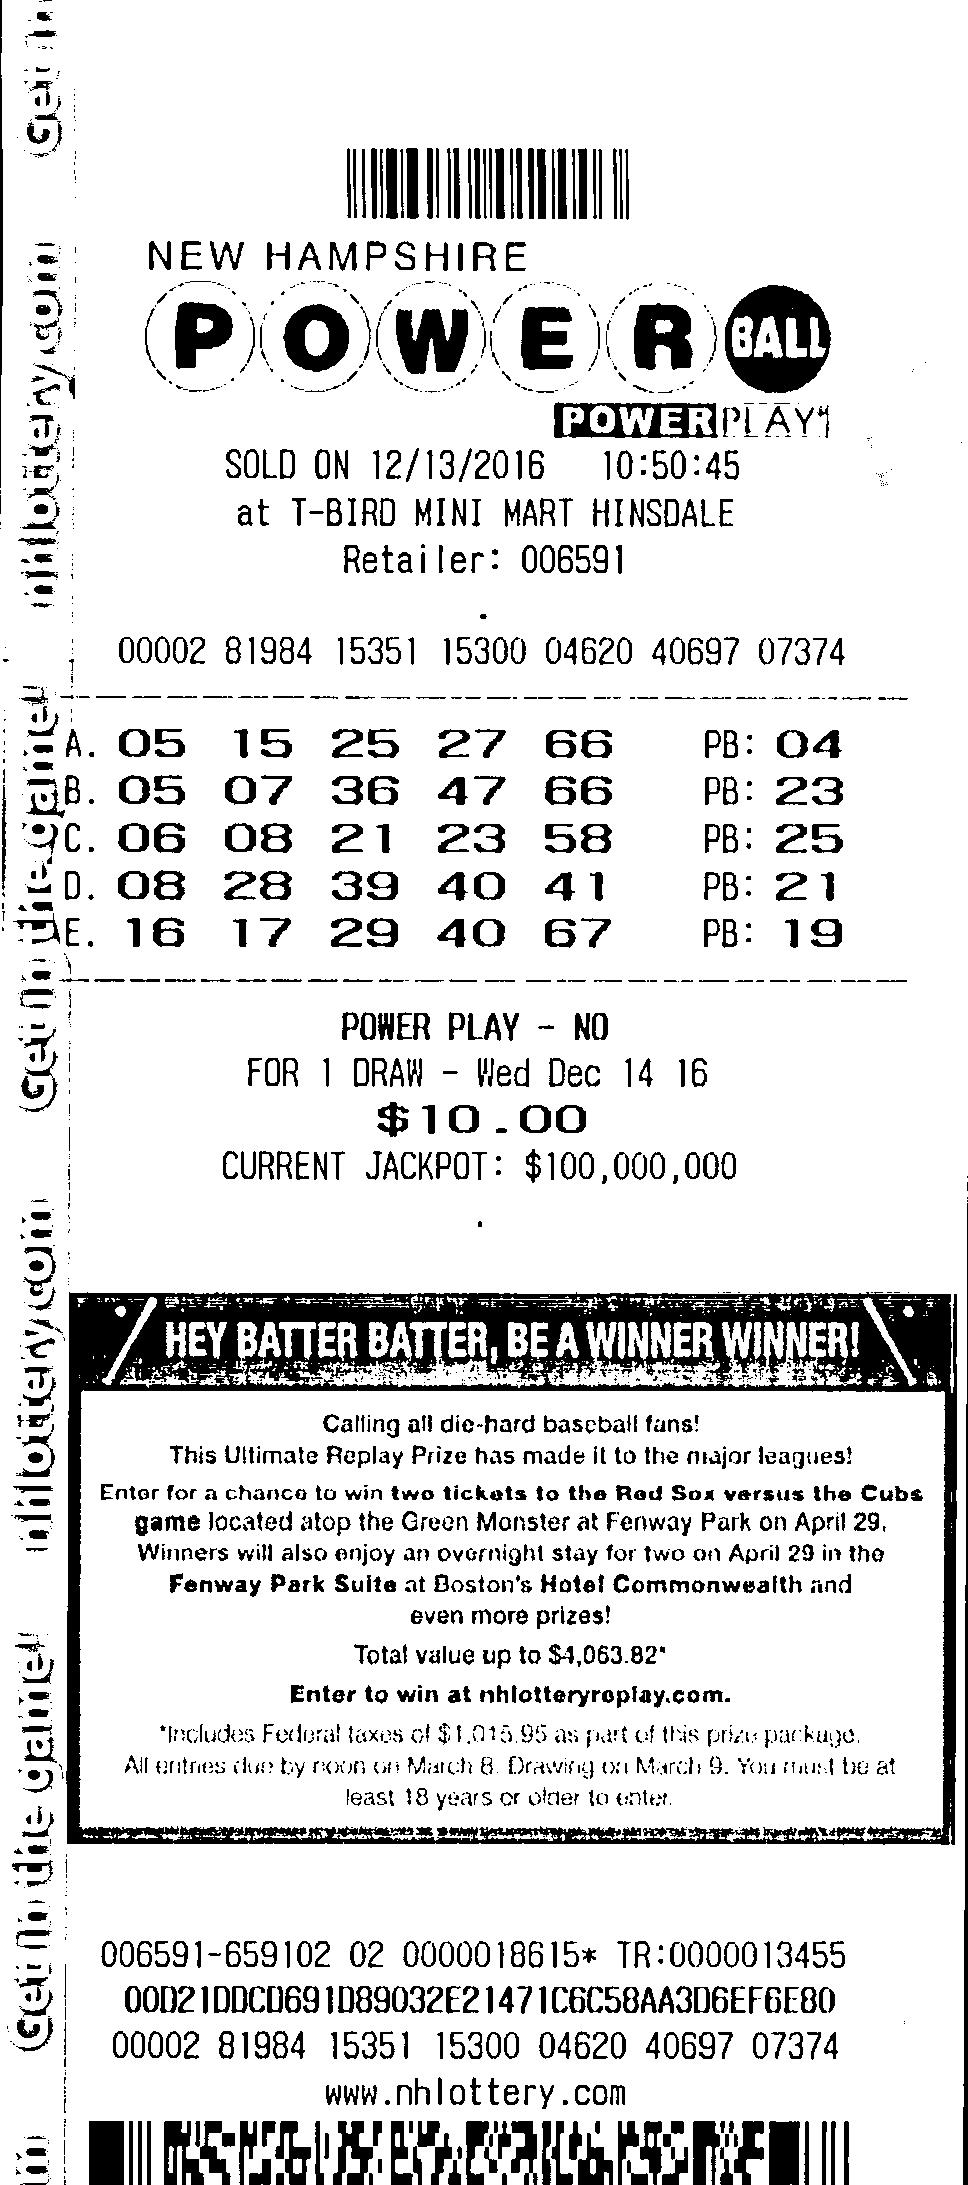 NEW HAMPSHIRE
POWERBALL
POWERPLAY
SOLD ON 12/13/2016 10:50:45
at T-BIRD MINI MART HINSDALE
Retailer: 006591
00002 81984 15351 15300 04620 40697 07374
A. 05 15 25 27 66 PB: 04
B. 05 07 36 47 66 PB: 23
C. 06 08 21 23 58 PB: 25
D. 08 28 39 40 41 PB: 21
E. 16 17 29 40 67 PB: 19
POWER PLAY - NO
FOR 1 DRAW - Wed Dec 14 16
$10.00
CURRENT JACKPOT: $100,000,000
HEY BATTER BATTER, BE A WINNER WINNER!
Calling all die-hard baseball fans!
This Ultimate Replay Prize has made it to the major leagues!
Enter for a chance to win two tickets to the Red Sox versus the Cubs
game located atop the Green Monster at Fenway Park on April 29.
Winners will also enjoy an overnight stay for two on April 29 in the
Fenway Park Suite at Boston's Hotel Commonwealth and
even more prizes!
Total value up to $4,063.82*
Enter to win at nhlotteryreplay.com.
*Includes Federal taxes of $1,015.95 as part of this prize package.
All entries due by noon on March 8. Drawing on March 9. You must be at
least 18 years or older to enter.
006591-659102 02 0000018615* TR:0000013455
00D21DDCD691D89032E21471C6C58AA3D6EF6E80
00002 81984 15351 15300 04620 40697 07374
www.nhlottery.com
nhlottery.com
Get in the game!
nhlottery.com
Get in the game!